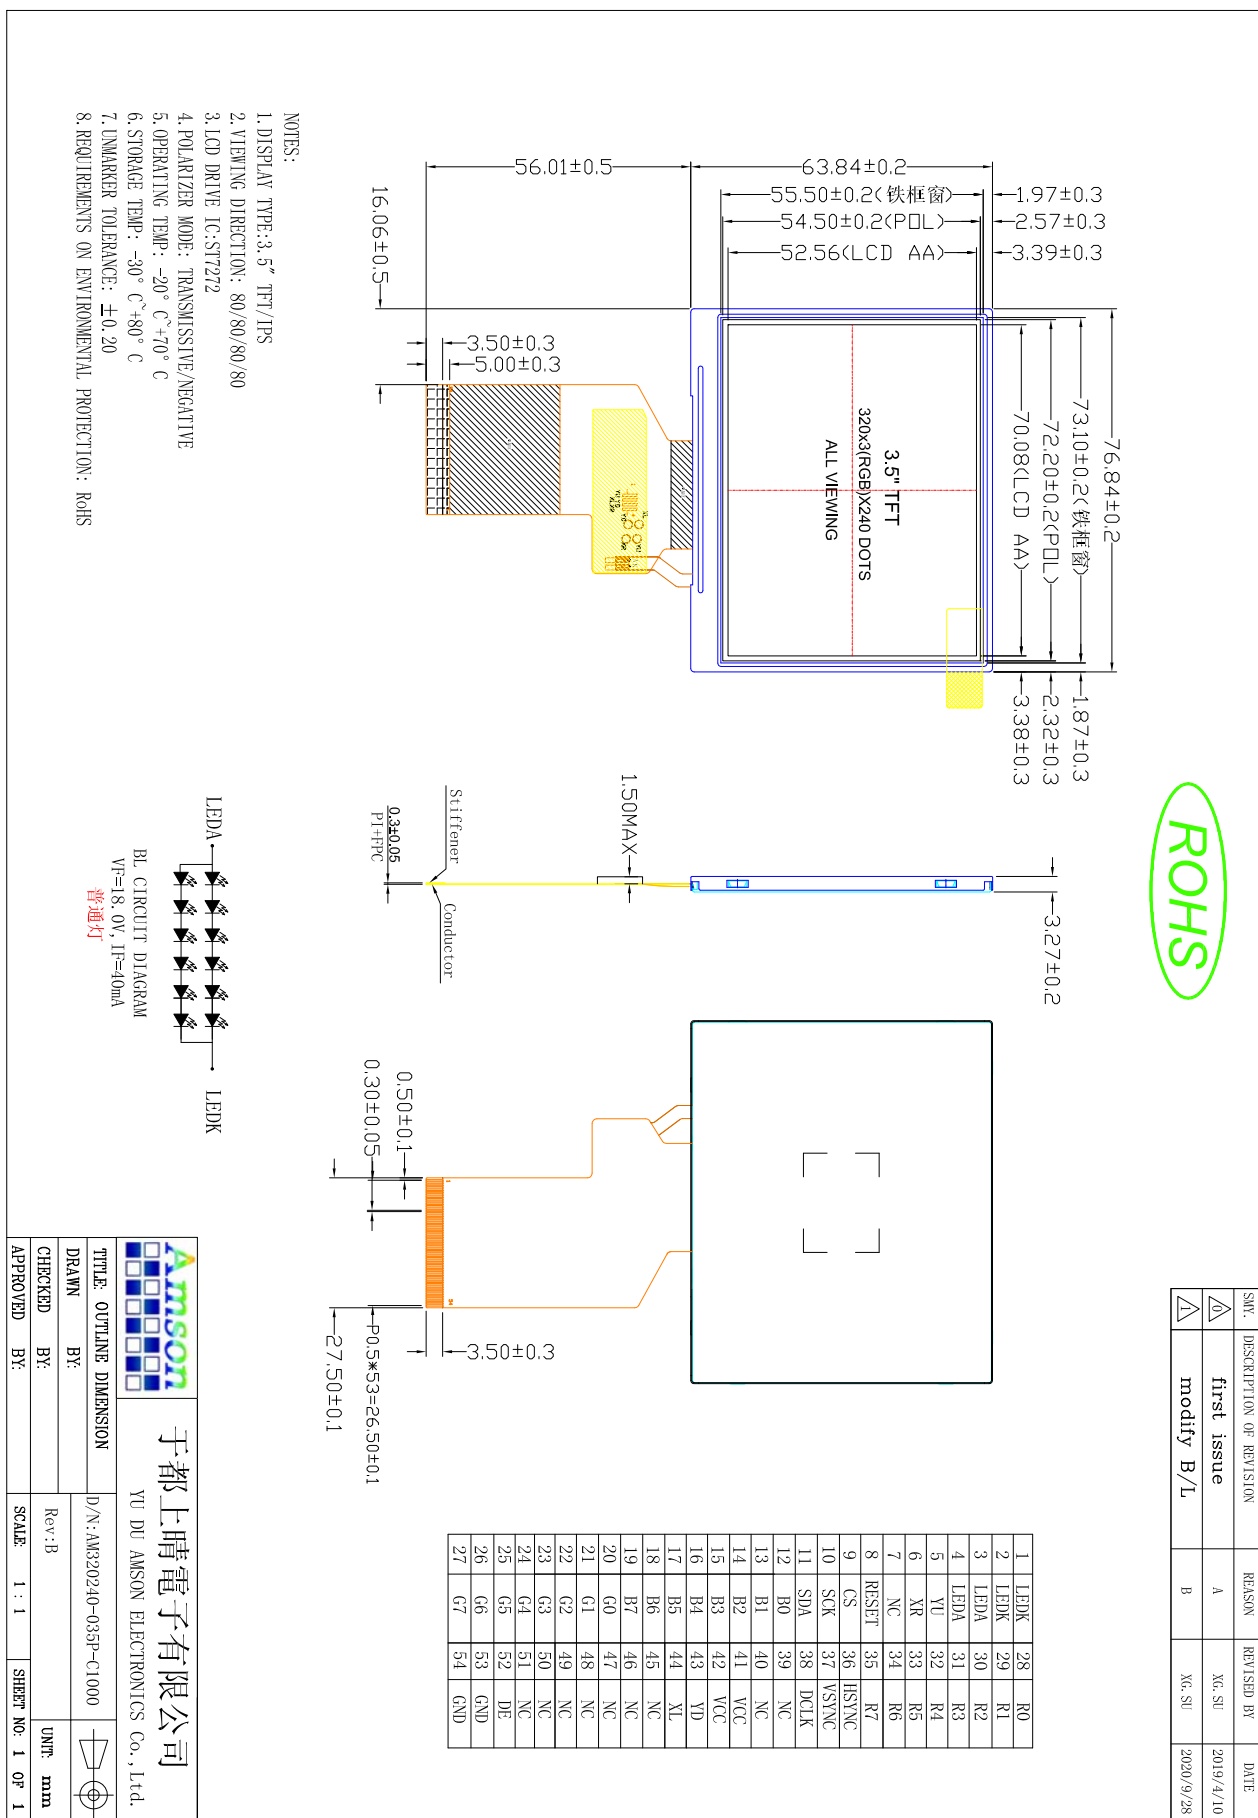 SMY. DESCRIPTION OF REVISION REASON REVISED BY DATE
0 first issue A XG.SU 2019/4/10
1 modify B/L B XG.SU 2020/9/28
ROHS
76.84±0.2
73.10±0.2(铁框窗)
1.87±0.3
72.20±0.2(POL)
2.32±0.3
70.08(LCD AA)
3.38±0.3
63.84±0.2
56.01±0.5
55.50±0.2(铁框窗)
1.97±0.3
54.50±0.2(POL)
2.57±0.3
52.56(LCD AA)
3.39±0.3
16.06±0.5
3.50±0.3
5.00±0.3
3.5" TFT
320x3(RGB)X240 DOTS
ALL VIEWING
XL
YU
YD
XR
3.27±0.2
1.50MAX
Stiffener
Conductor
0.3±0.05
PI+FPC
0.50±0.1
0.30±0.05
1
54
P0.5*53=26.50±0.1
27.50±0.1
3.50±0.3
1 LEDK 28 R0
2 LEDK 29 R1
3 LEDA 30 R2
4 LEDA 31 R3
5 YU 32 R4
6 XR 33 R5
7 NC 34 R6
8 RESET 35 R7
9 CS 36 HSYNC
10 SCK 37 VSYNC
11 SDA 38 DCLK
12 B0 39 NC
13 B1 40 NC
14 B2 41 VCC
15 B3 42 VCC
16 B4 43 YD
17 B5 44 XL
18 B6 45 NC
19 B7 46 NC
20 G0 47 NC
21 G1 48 NC
22 G2 49 NC
23 G3 50 NC
24 G4 51 NC
25 G5 52 DE
26 G6 53 GND
27 G7 54 GND
NOTES:
1.DISPLAY TYPE:3.5" TFT/IPS
2.VIEWING DIRECTION: 80/80/80/80
3.LCD DRIVE IC:ST7272
4.POLARIZER MODE: TRANSMISSIVE/NEGATIVE
5.OPERATING TEMP: -20° C~+70° C
6.STORAGE TEMP: -30° C~+80° C
7.UNMARKER TOLERANCE: ±0.20
8.REQUIREMENTS ON ENVIRONMENTAL PROTECTION: RoHS
LEDA
LEDK
BL CIRCUIT DIAGRAM
VF=18.0V,IF=40mA
普通灯
Amson
于都上晴電子有限公司
YU DU AMSON ELECTRONICS Co.,Ltd.
TITLE: OUTLINE DIMENSION
D/N:AM320240-035P-C1000
DRAWN BY:
CHECKED BY:
Rev:B
UNIT: mm
APPROVED BY:
SCALE: 1 : 1
SHEET NO: 1 OF 1